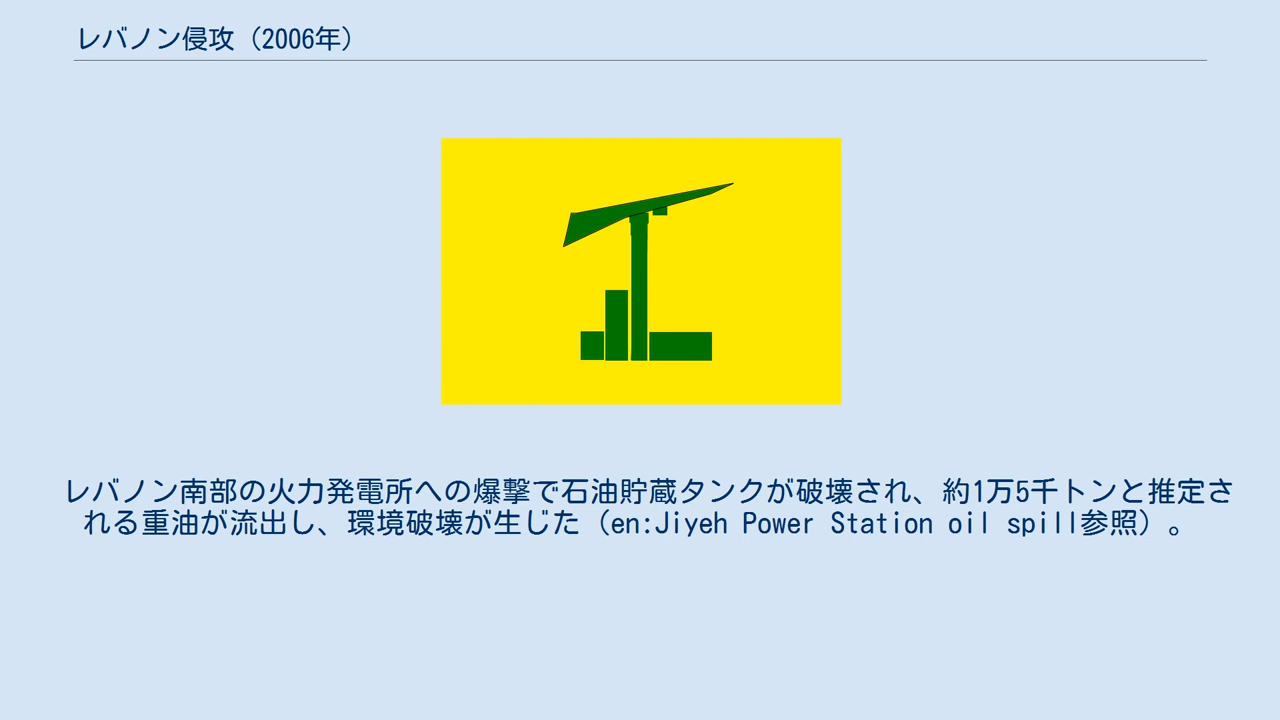 レバノン侵攻（2006年）
レバノン南部の火力発電所への爆撃で石油貯蔵タンクが破壊され、約1万5千トンと推定さ
れる重油が流出し、環境破壊が生じた（en:Jiyeh Power Station oil spill参照）。